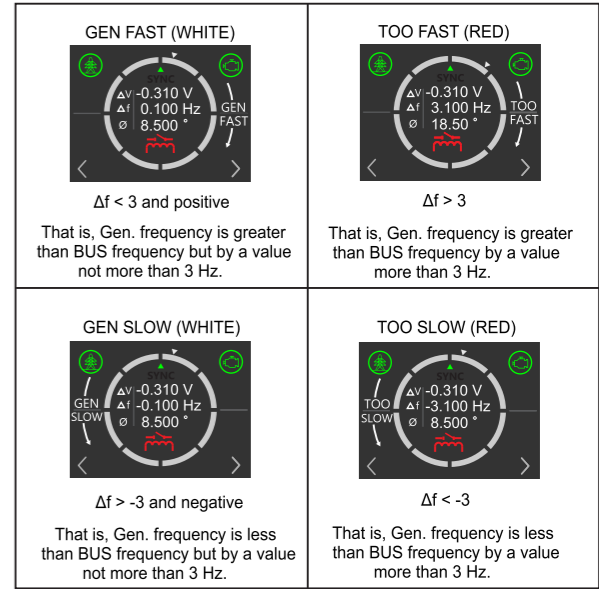 GEN FAST (WHITE)
SYNC
ΔV -0.310 V
Δf 0.100 Hz
Ø 8.500 °
GEN
FAST
Δf < 3 and positive
That is, Gen. frequency is greater
than BUS frequency but by a value
not more than 3 Hz.
TOO FAST (RED)
SYNC
ΔV -0.310 V
Δf 3.100 Hz
Ø 18.50 °
TOO
FAST
Δf > 3
That is, Gen. frequency is greater
than BUS frequency by a value
more than 3 Hz.
GEN SLOW (WHITE)
SYNC
GEN
SLOW
ΔV -0.310 V
Δf -0.100 Hz
Ø 8.500 °
Δf > -3 and negative
That is, Gen. frequency is less
than BUS frequency but by a value
not more than 3 Hz.
TOO SLOW (RED)
SYNC
TOO
SLOW
ΔV -0.310 V
Δf -3.100 Hz
Ø 8.500 °
Δf < -3
That is, Gen. frequency is less
than BUS frequency by a value
more than 3 Hz.